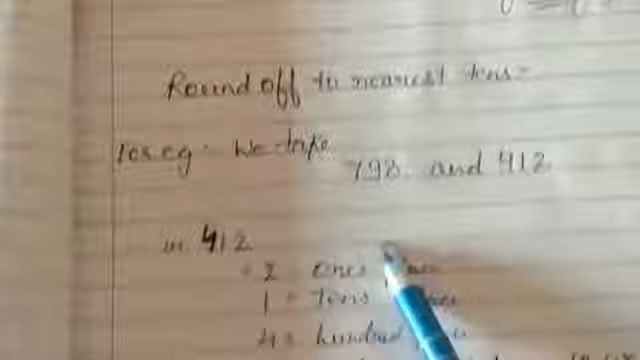 Round off to nearest tens-
for eg. We take
798. and 412
in 412
= 2 ones
1 = Tens
4 = hundred